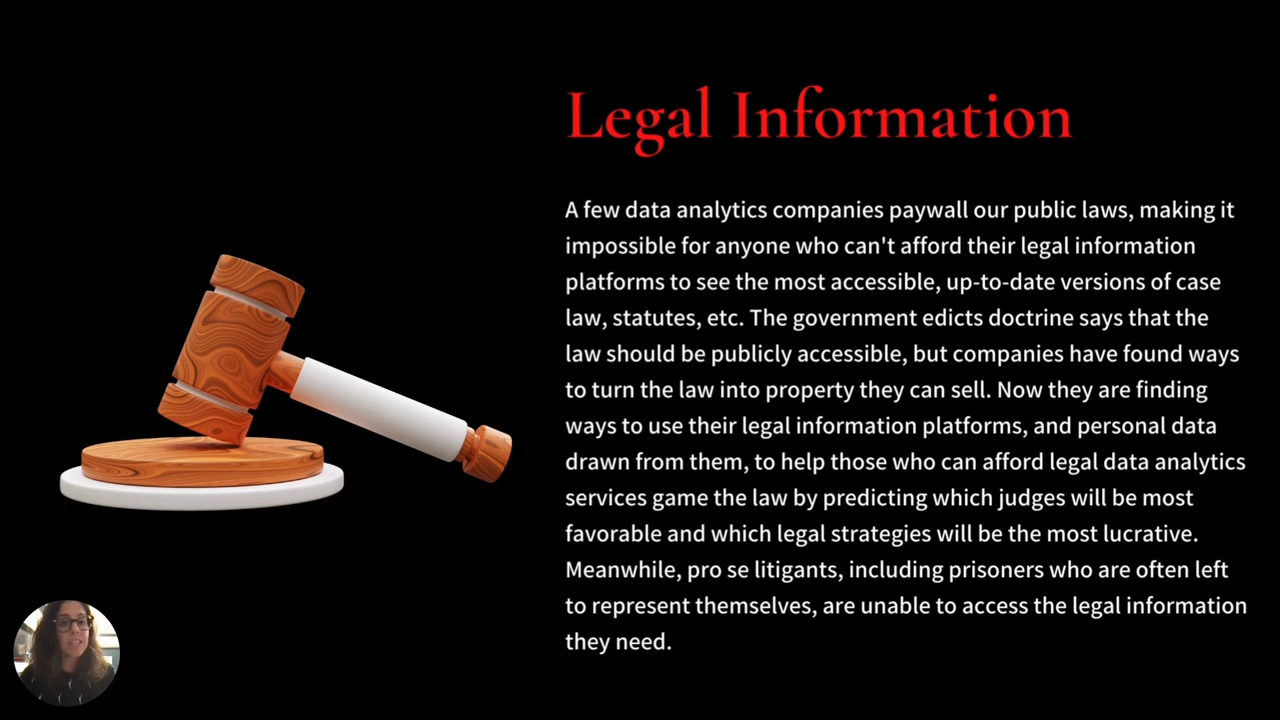 Legal Information
A few data analytics companies paywall our public laws, making it
impossible for anyone who can't afford their legal information
platforms to see the most accessible, up-to-date versions of case
law, statutes, etc. The government edicts doctrine says that the
law should be publicly accessible, but companies have found ways
to turn the law into property they can sell. Now they are finding
ways to use their legal information platforms, and personal data
drawn from them, to help those who can afford legal data analytics
services game the law by predicting which judges will be most
favorable and which legal strategies will be the most lucrative.
Meanwhile, pro se litigants, including prisoners who are often left
to represent themselves, are unable to access the legal information
they need.